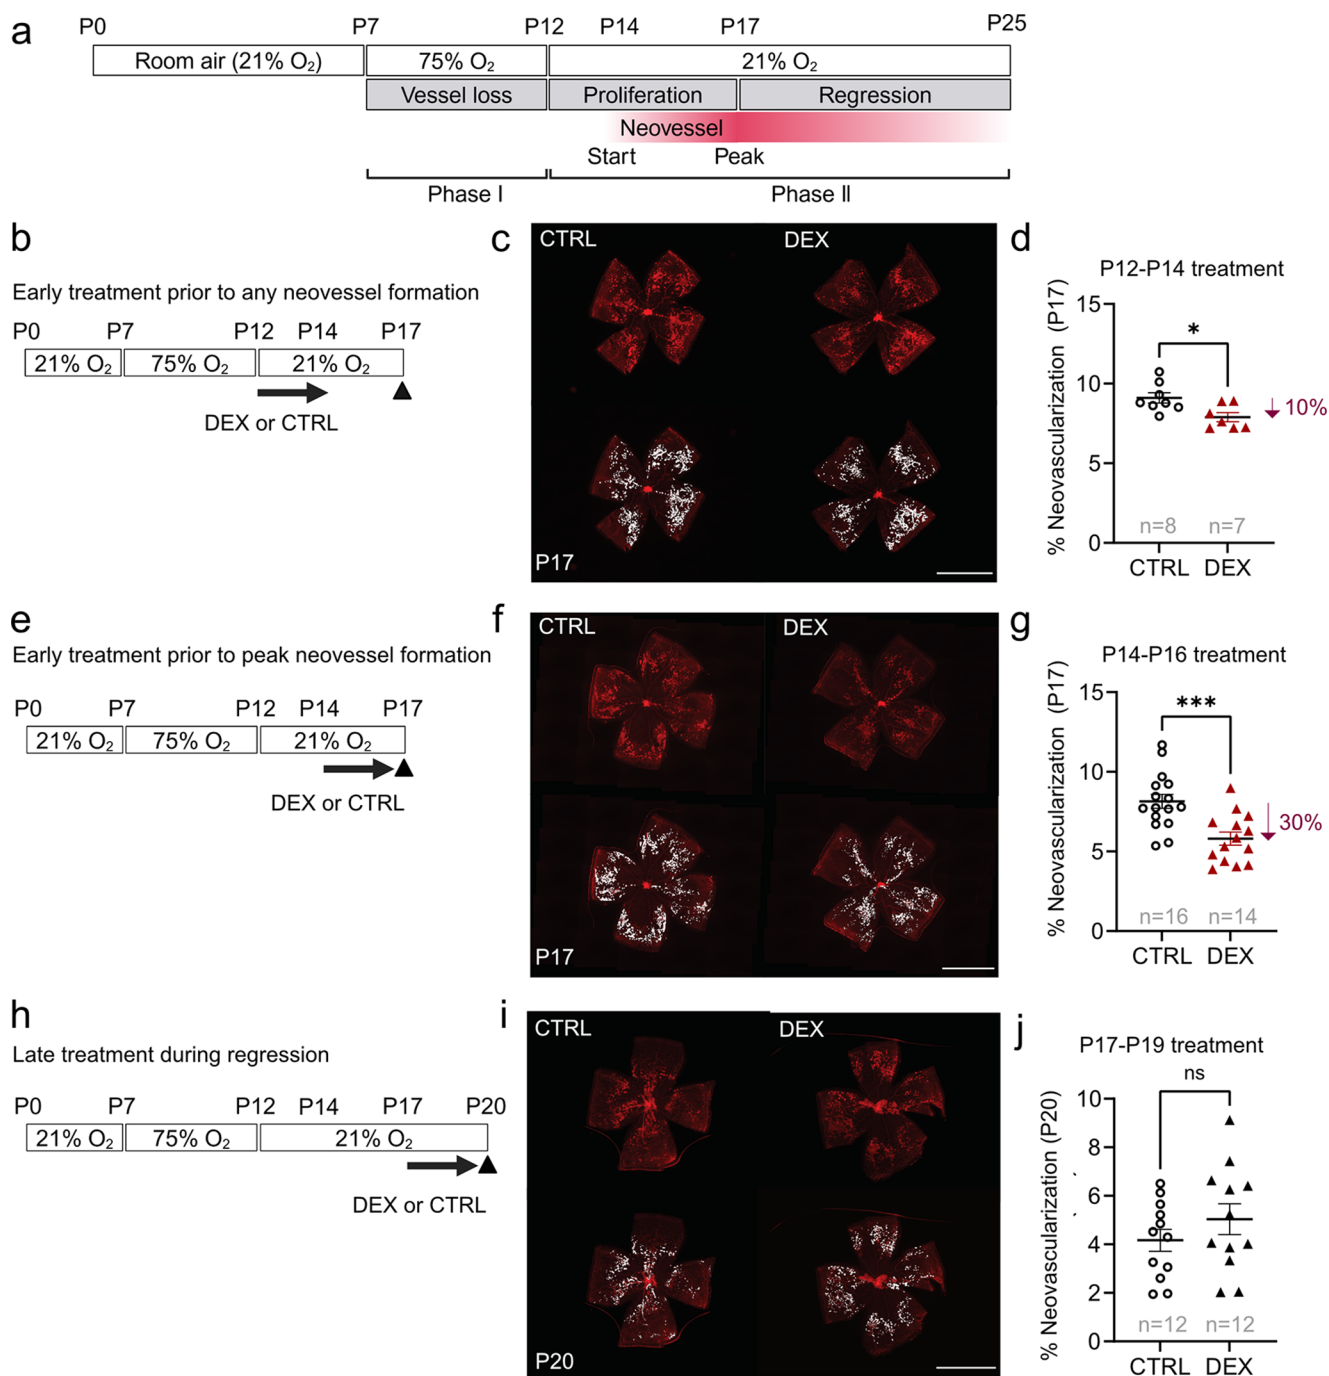 a
P0 P7 P12 P14 P17 P25
Room air (21% O₂) 75% O₂ 21% O₂
Vessel loss Proliferation Regression
Neovessel
Start Peak
Phase I Phase II
b
Early treatment prior to any neovessel formation
P0 P7 P12 P14 P17
21% O₂ 75% O₂ 21% O₂
DEX or CTRL
c
CTRL DEX
P17
d
P12-P14 treatment
% Neovascularization (P17)
15
10
5
0
*
10%
n=8 n=7
CTRL DEX
e
Early treatment prior to peak neovessel formation
P0 P7 P12 P14 P17
21% O₂ 75% O₂ 21% O₂
DEX or CTRL
f
CTRL DEX
P17
g
P14-P16 treatment
% Neovascularization (P17)
15
10
5
0
***
30%
n=16 n=14
CTRL DEX
h
Late treatment during regression
P0 P7 P12 P14 P17 P20
21% O₂ 75% O₂ 21% O₂
DEX or CTRL
i
CTRL DEX
P20
j
P17-P19 treatment
ns
% Neovascularization (P20)
10
8
6
4
2
0
n=12 n=12
CTRL DEX